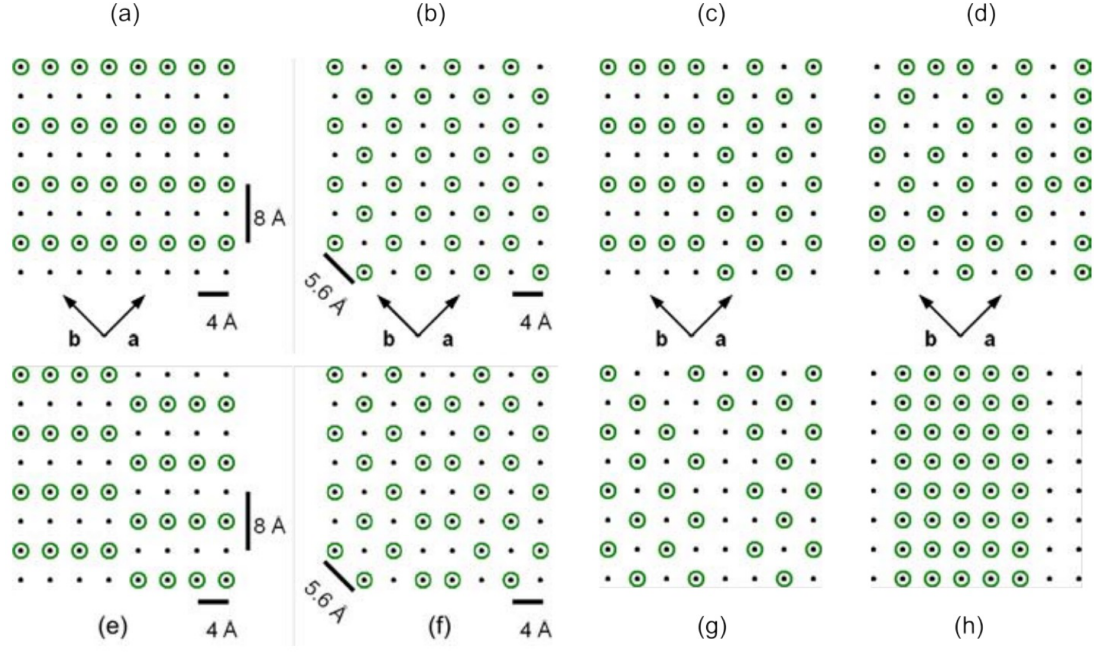 (a) (b) (c) (d)
8 Å
5.6 Å
4 Å 4 Å
b a b a b a b a
8 Å
5.6 Å
4 Å 4 Å
(e) (f) (g) (h)